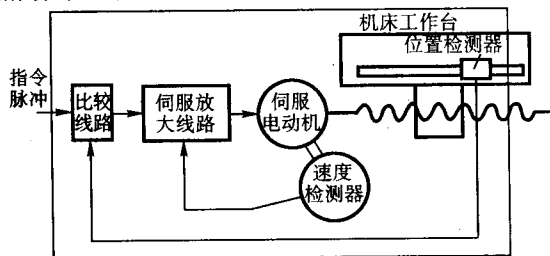 机床工作台
位置检测器
指令
脉冲
比较
线路
伺服放
大线路
伺服
电动机
速度
检测器